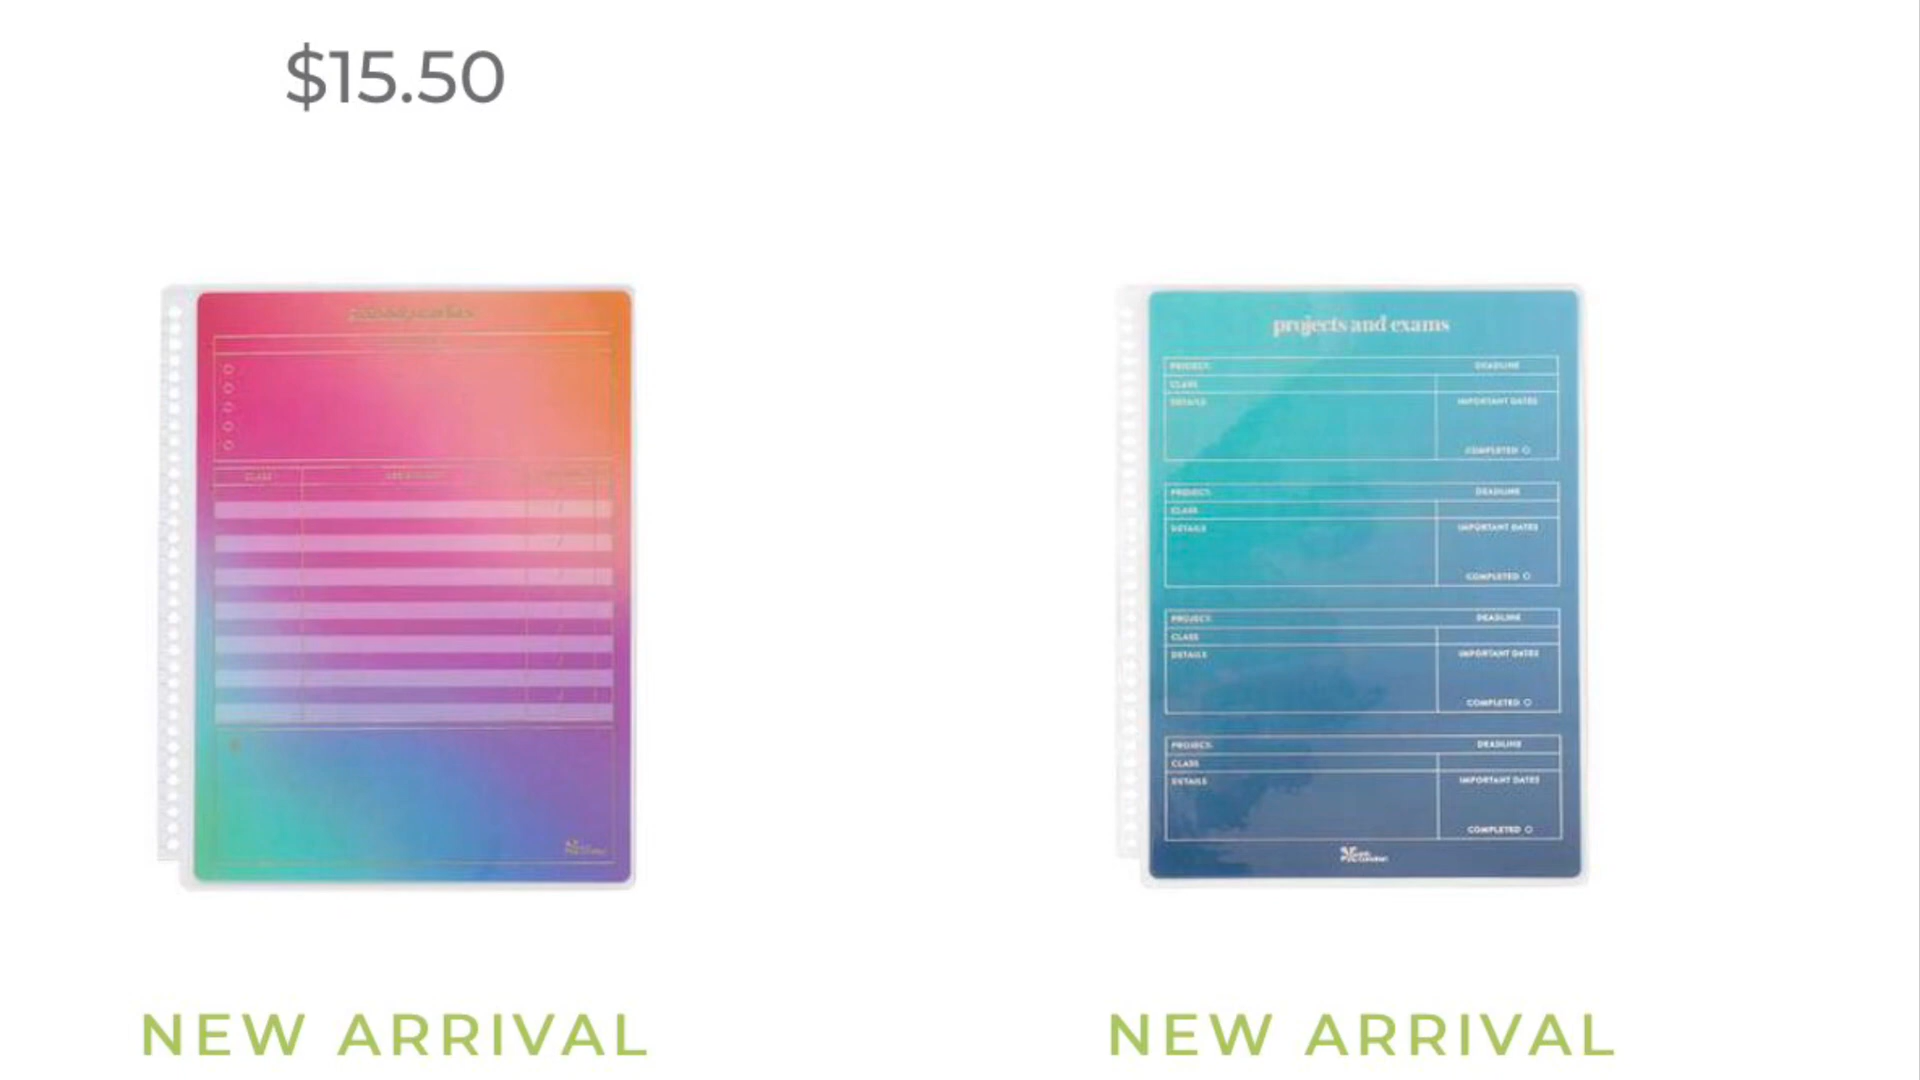 $15.50
CLASS
projects and exams
PROJECT: DEADLINE
CLASS
DETAILS IMPORTANT DATES
COMPLETED
PROJECT: DEADLINE
CLASS
DETAILS IMPORTANT DATES
COMPLETED
PROJECT: DEADLINE
CLASS
DETAILS IMPORTANT DATES
COMPLETED
PROJECT: DEADLINE
CLASS
DETAILS IMPORTANT DATES
COMPLETED
NEW ARRIVAL
NEW ARRIVAL